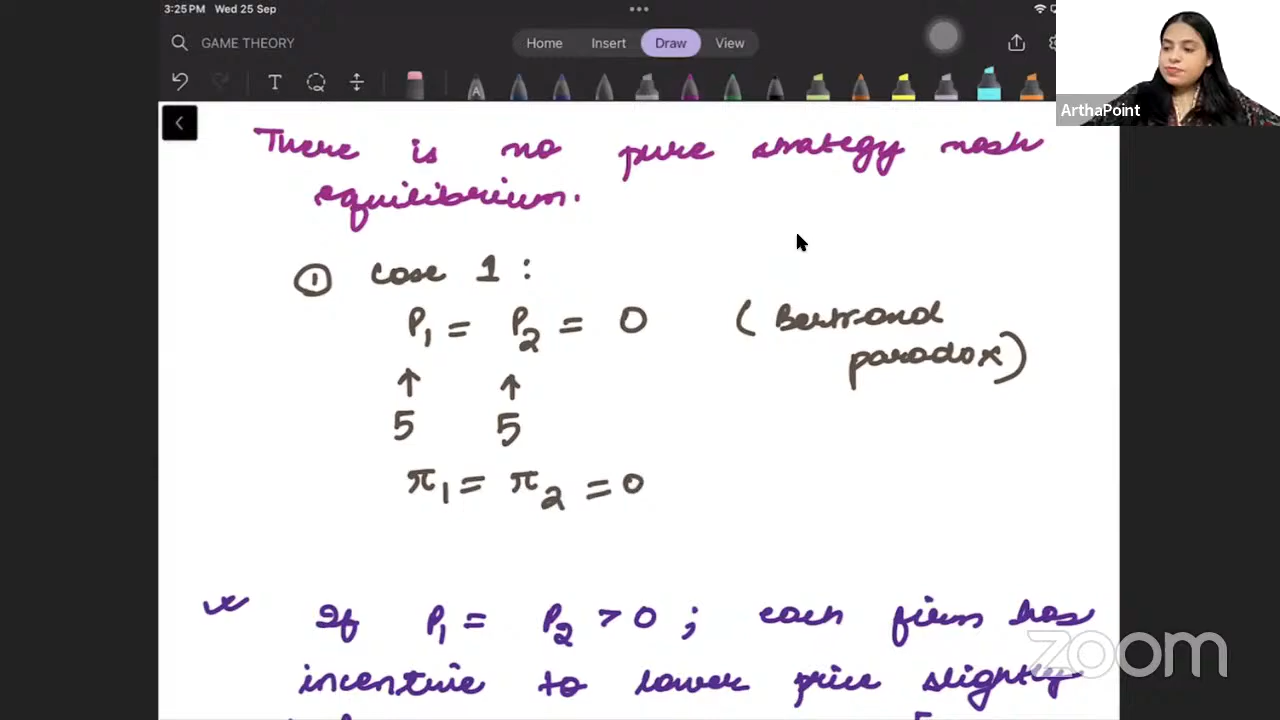 3:25 PM Wed 25 Sep
GAME THEORY
Home Insert Draw View
ArthaPoint
There is no pure strategy nash
equilibrium.
① case 1 :
P₁ = P₂ = 0 ( Bertrand
paradox)
↑ ↑
5 5
π₁ = π₂ = 0
If P₁ = P₂ > 0 ; each firm has
incentive to lower price slightly
zoom